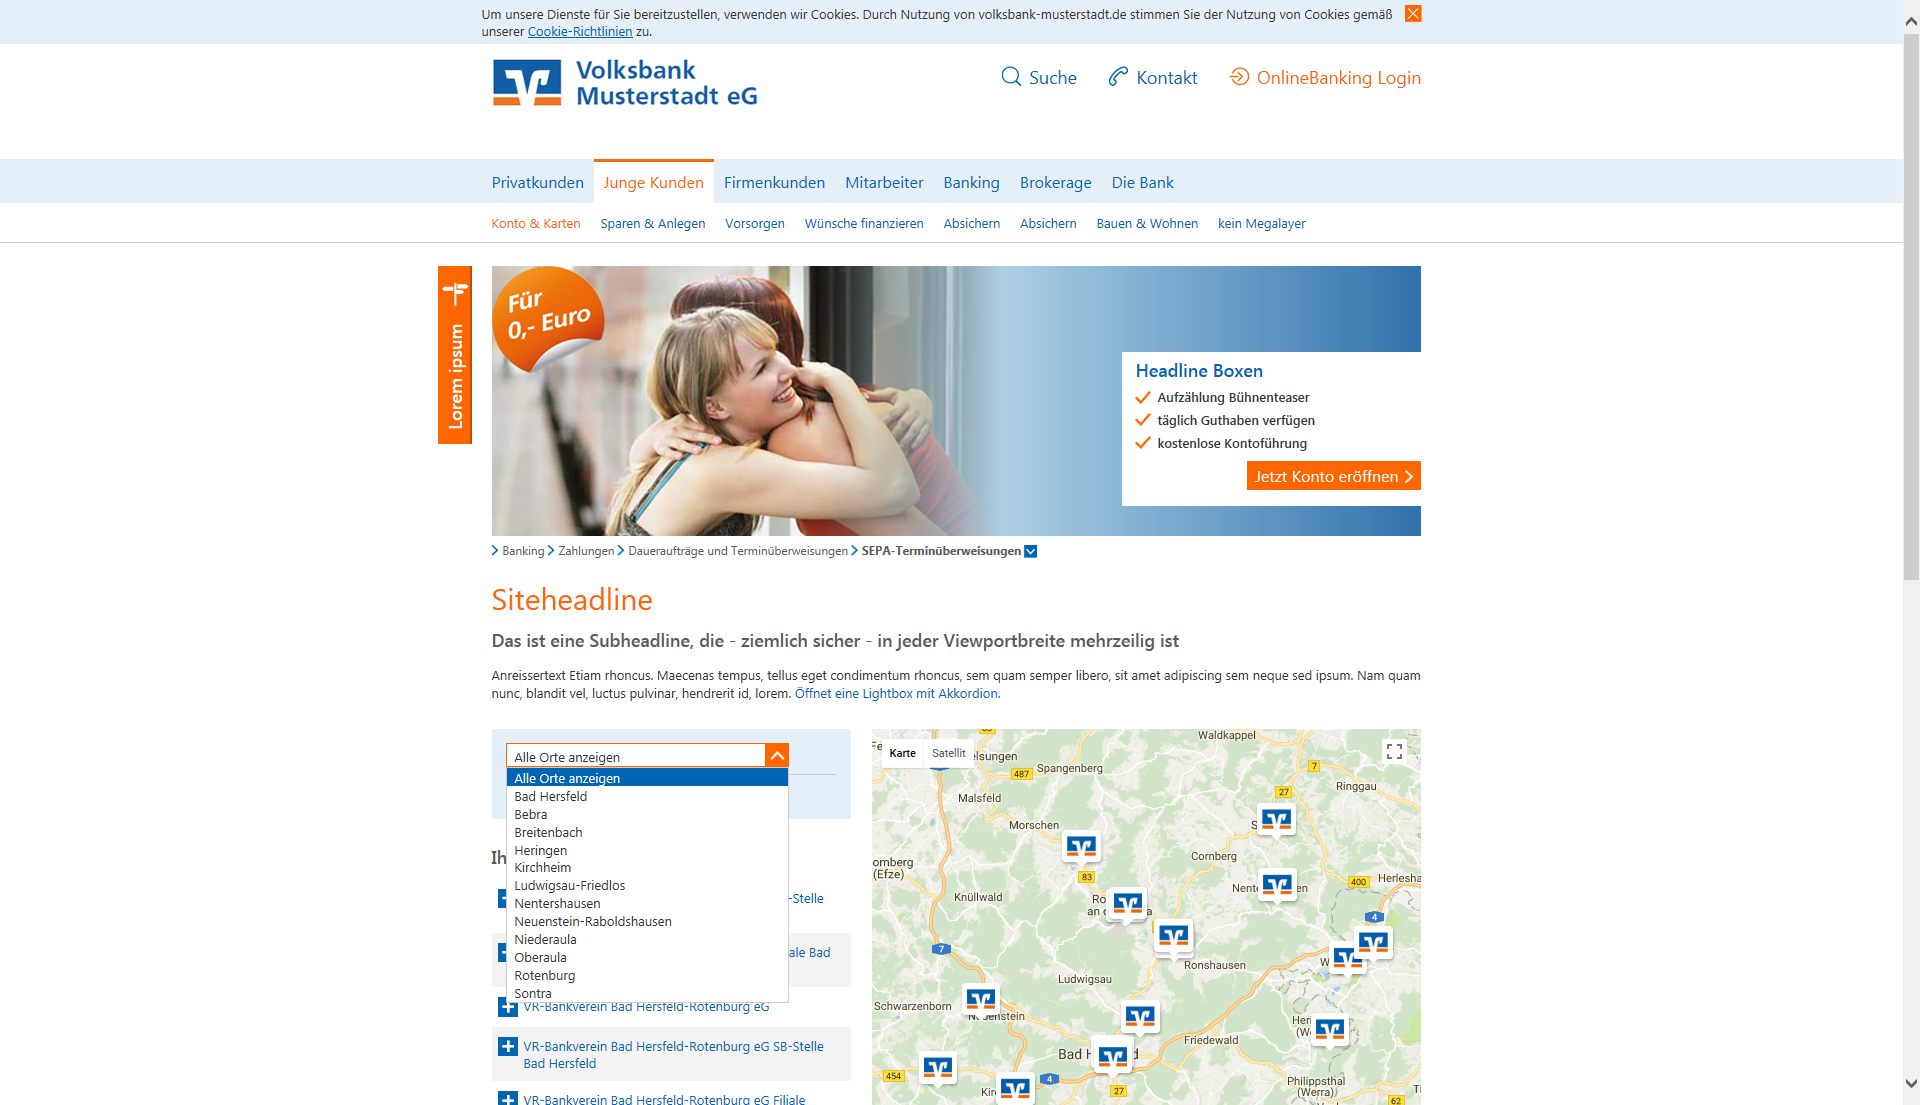 Um unsere Dienste für Sie bereitzustellen, verwenden wir Cookies. Durch Nutzung von volksbank-musterstadt.de stimmen Sie der Nutzung von Cookies gemäß
unserer Cookie-Richtlinien zu.
Volksbank
Musterstadt eG
Suche
Kontakt
OnlineBanking Login
Privatkunden Junge Kunden Firmenkunden Mitarbeiter Banking Brokerage Die Bank
Konto & Karten Sparen & Anlegen Vorsorgen Wünsche finanzieren Absichern Absichern Bauen & Wohnen kein Megalayer
Lorem ipsum
Für
0,- Euro
Headline Boxen
Aufzählung Bühnenteaser
täglich Guthaben verfügen
kostenlose Kontoführung
Jetzt Konto eröffnen
Banking Zahlungen Daueraufträge und Terminüberweisungen SEPA-Terminüberweisungen
Siteheadline
Das ist eine Subheadline, die - ziemlich sicher - in jeder Viewportbreite mehrzeilig ist
Anreissertext Etiam rhoncus. Maecenas tempus, tellus eget condimentum rhoncus, sem quam semper libero, sit amet adipiscing sem neque sed ipsum. Nam quam
nunc, blandit vel, luctus pulvinar, hendrerit id, lorem. Öffnet eine Lightbox mit Akkordion.
Alle Orte anzeigen
Alle Orte anzeigen
Bad Hersfeld
Bebra
Breitenbach
Heringen
Kirchheim
Ludwigsau-Friedlos
Nentershausen
Neuenstein-Raboldshausen
Niederaula
Oberaula
Rotenburg
Sontra
Ih
-Stelle
ale Bad
VR-Bankverein Bad Hersfeld-Rotenburg eG
VR-Bankverein Bad Hersfeld-Rotenburg eG SB-Stelle
Bad Hersfeld
VR-Bankverein Bad Hersfeld-Rotenburg eG Filiale
Karte
Satellit
elsungen
Waldkappel
Spangenberg
487
7
Ringgau
27
Malsfeld
Morschen
Cornberg
omberg
(Efze)
83
400
Herlesha
Knüllwald
4
7
Ronshausen
Ludwigsau
Schwarzenborn
Friedewald
454
4
27
Philippsthal
(Werra)
62